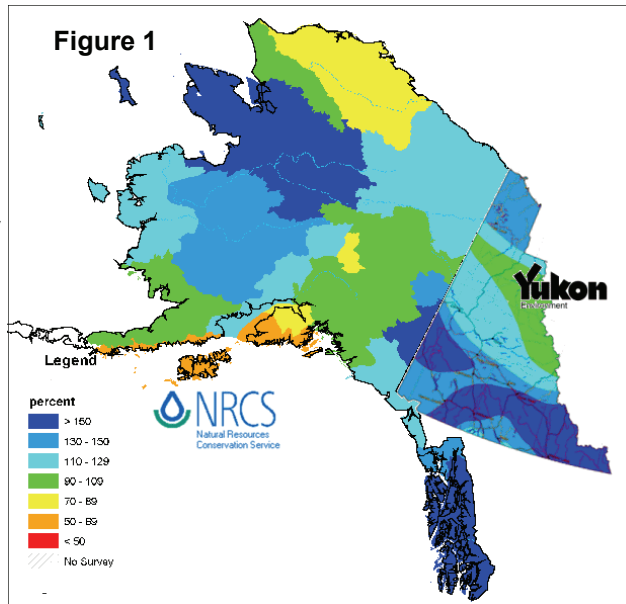 Figure 1
Yukon
Environment
Legend
NRCS
Natural Resources
Conservation Service
percent
> 150
130 - 150
110 - 129
90 - 109
70 - 89
50 - 69
< 50
No Survey